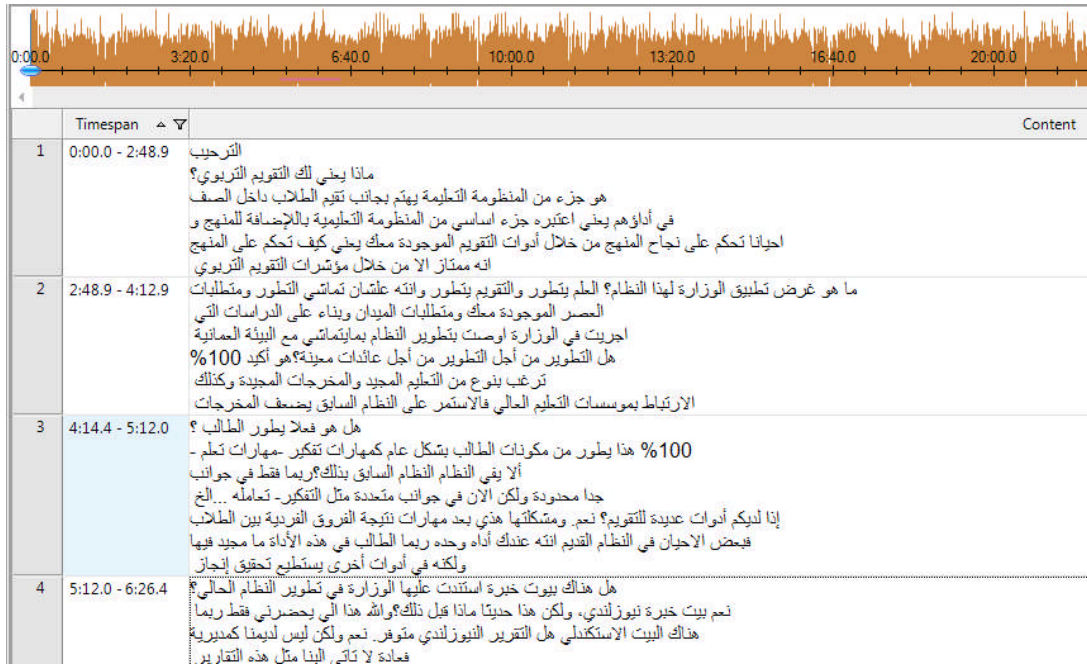 0:00.0 3:20.0 6:40.0 10:00.0 13:20.0 16:40.0 20:00.0
Timespan Content
1 0:00.0 - 2:48.9 الترحيب
ماذا يعني لك التقويم التربوي؟
هو جزء من المنظومة التعليمة يهتم بجانب تقيم الطلاب داخل الصف
في أداؤهم يعني اعتبره جزء اساسي من المنظومة التعليمية باللإضافة للمنهج و
احيانا تحكم على نجاح المنهج من خلال أدوات التقويم الموجودة معك يعني كيف تحكم على المنهج
انه ممتاز الا من خلال مؤشرات التقويم التربوي
2 2:48.9 - 4:12.9 ما هو غرض تطبيق الوزارة لهذا النظام؟ العلم يتطور والتقويم يتطور وانته علشان تماشي التطور ومتطلبات
العصر الموجودة معك ومتطلبات الميدان وبناء على الدراسات التي
اجريت في الوزارة اوصت بتطوير النظام بمايتماشي مع البيئة العمانية
هل التطوير من أجل التطوير من أجل عائدات معينة؟هو أكيد 100%
ترغب بنوع من التعليم المجيد والمخرجات المجيدة وكذلك
الارتباط بموسسات التعليم العالي فالاستمر على النظام السابق يضعف المخرجات
3 4:14.4 - 5:12.0 هل هو فعلا يطور الطالب ؟
100% هذا يطور من مكونات الطالب بشكل عام كمهارات تفكير -مهارات تعلم -
ألا يفي النظام النظام السابق بذلك؟ربما فقط في جوانب
جدا محدودة ولكن الان في جوانب متعددة مثل التفكير- تعامله ...الخ
إذا لديكم أدوات عديدة للتقويم؟ نعم. ومشكلتها هذي بعد مهارات نتيجة الفروق الفردية بين الطلاب
فبعض الاحيان في النظام القديم انته عندك أداه وحده ربما الطالب في هذه الأداة ما مجيد فيها
ولكنه في أدوات أخرى يستطيع تحقيق إنجاز
4 5:12.0 - 6:26.4 هل هناك بيوت خبرة استندت عليها الوزارة في تطوير النظام الحالي؟
نعم بيت خبرة نيوزلندي، ولكن هذا حديثا ماذا قبل ذلك؟والله هذا الي يحضرني فقط ربما
هناك البيت الاستكندلي هل التقرير النيوزلندي متوفر. نعم ولكن ليس لديمنا كمديرية
فعادة لا تاتي الينا مثل هذه التقارير